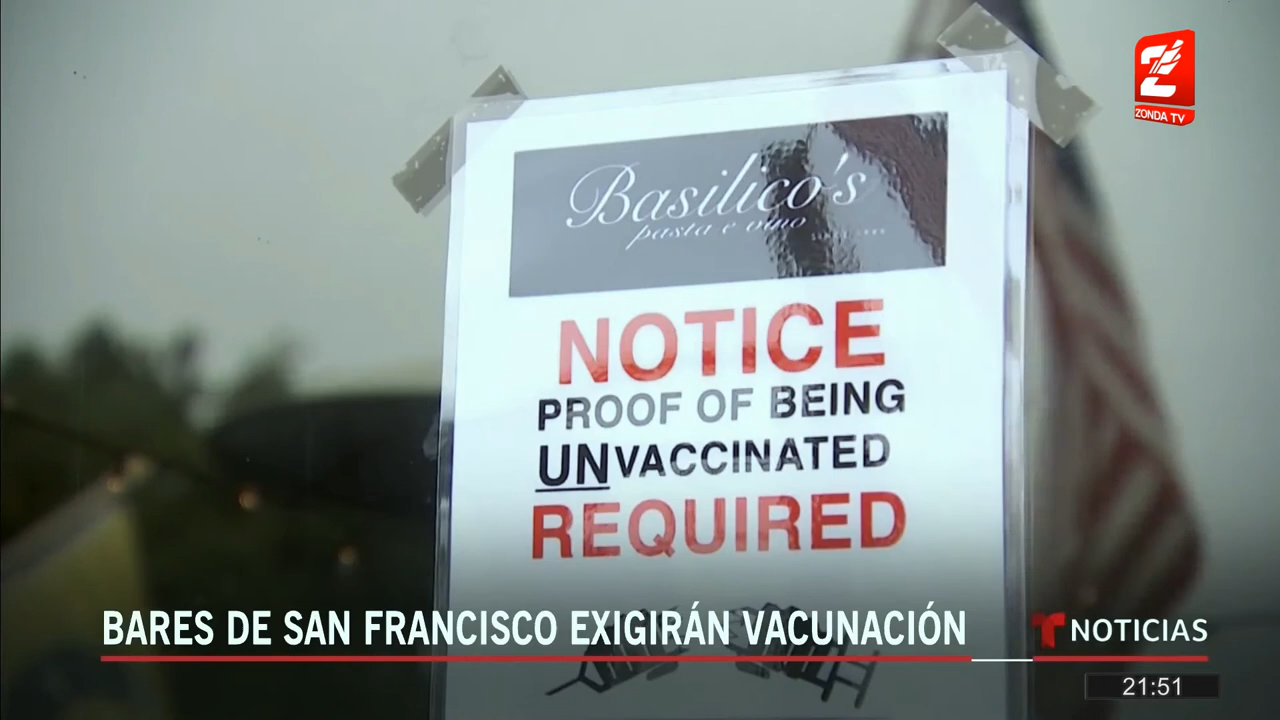 ZONDA TV
Basilico's
pasta e vino
NOTICE
PROOF OF BEING
UNVACCINATED
REQUIRED
BARES DE SAN FRANCISCO EXIGIRÁN VACUNACIÓN
NOTICIAS
21:51